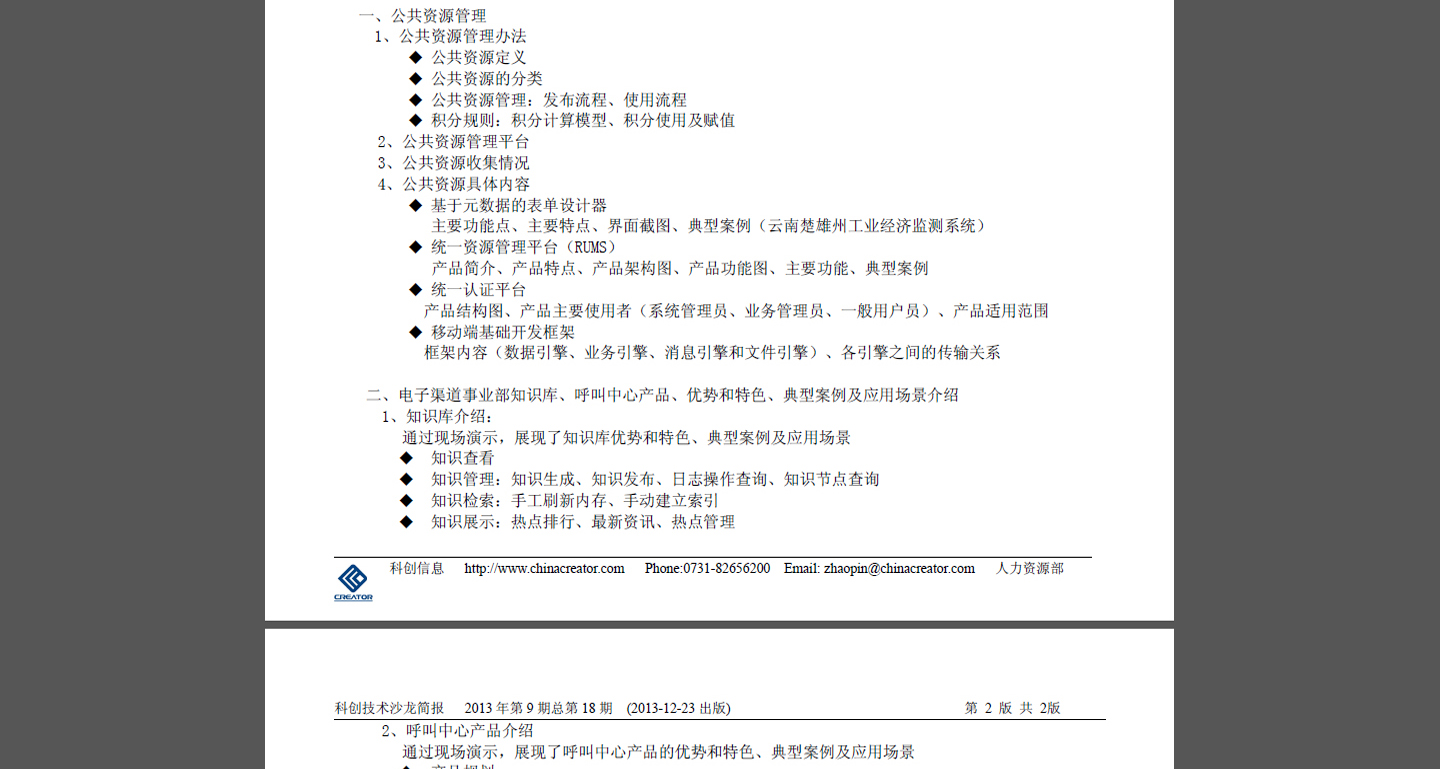 一、公共资源管理
1、公共资源管理办法
◆ 公共资源定义
◆ 公共资源的分类
◆ 公共资源管理：发布流程、使用流程
◆ 积分规则：积分计算模型、积分使用及赋值
2、公共资源管理平台
3、公共资源收集情况
4、公共资源具体内容
◆ 基于元数据的表单设计器
主要功能点、主要特点、界面截图、典型案例（云南楚雄州工业经济监测系统）
◆ 统一资源管理平台（RUMS）
产品简介、产品特点、产品架构图、产品功能图、主要功能、典型案例
◆ 统一认证平台
产品结构图、产品主要使用者（系统管理员、业务管理员、一般用户员）、产品适用范围
◆ 移动端基础开发框架
框架内容（数据引擎、业务引擎、消息引擎和文件引擎）、各引擎之间的传输关系
二、电子渠道事业部知识库、呼叫中心产品、优势和特色、典型案例及应用场景介绍
1、知识库介绍：
通过现场演示，展现了知识库优势和特色、典型案例及应用场景
◆ 知识查看
◆ 知识管理：知识生成、知识发布、日志操作查询、知识节点查询
◆ 知识检索：手工刷新内存、手动建立索引
◆ 知识展示：热点排行、最新资讯、热点管理
科创信息 http://www.chinacreator.com Phone:0731-82656200 Email: zhaopin@chinacreator.com 人力资源部
CREATOR
科创技术沙龙简报 2013 年第 9 期总第 18 期 (2013-12-23 出版) 第 2 版 共 2版
2、呼叫中心产品介绍
通过现场演示，展现了呼叫中心产品的优势和特色、典型案例及应用场景